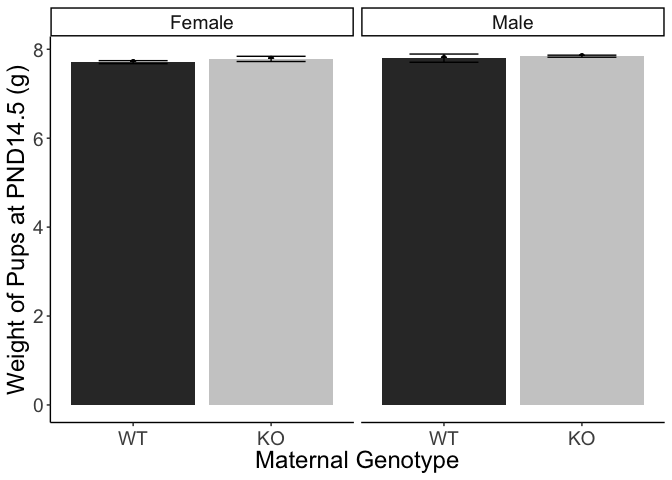 Female Male
Weight of Pups at PND14.5 (g)
8
6
4
2
0
WT KO WT KO
Maternal Genotype